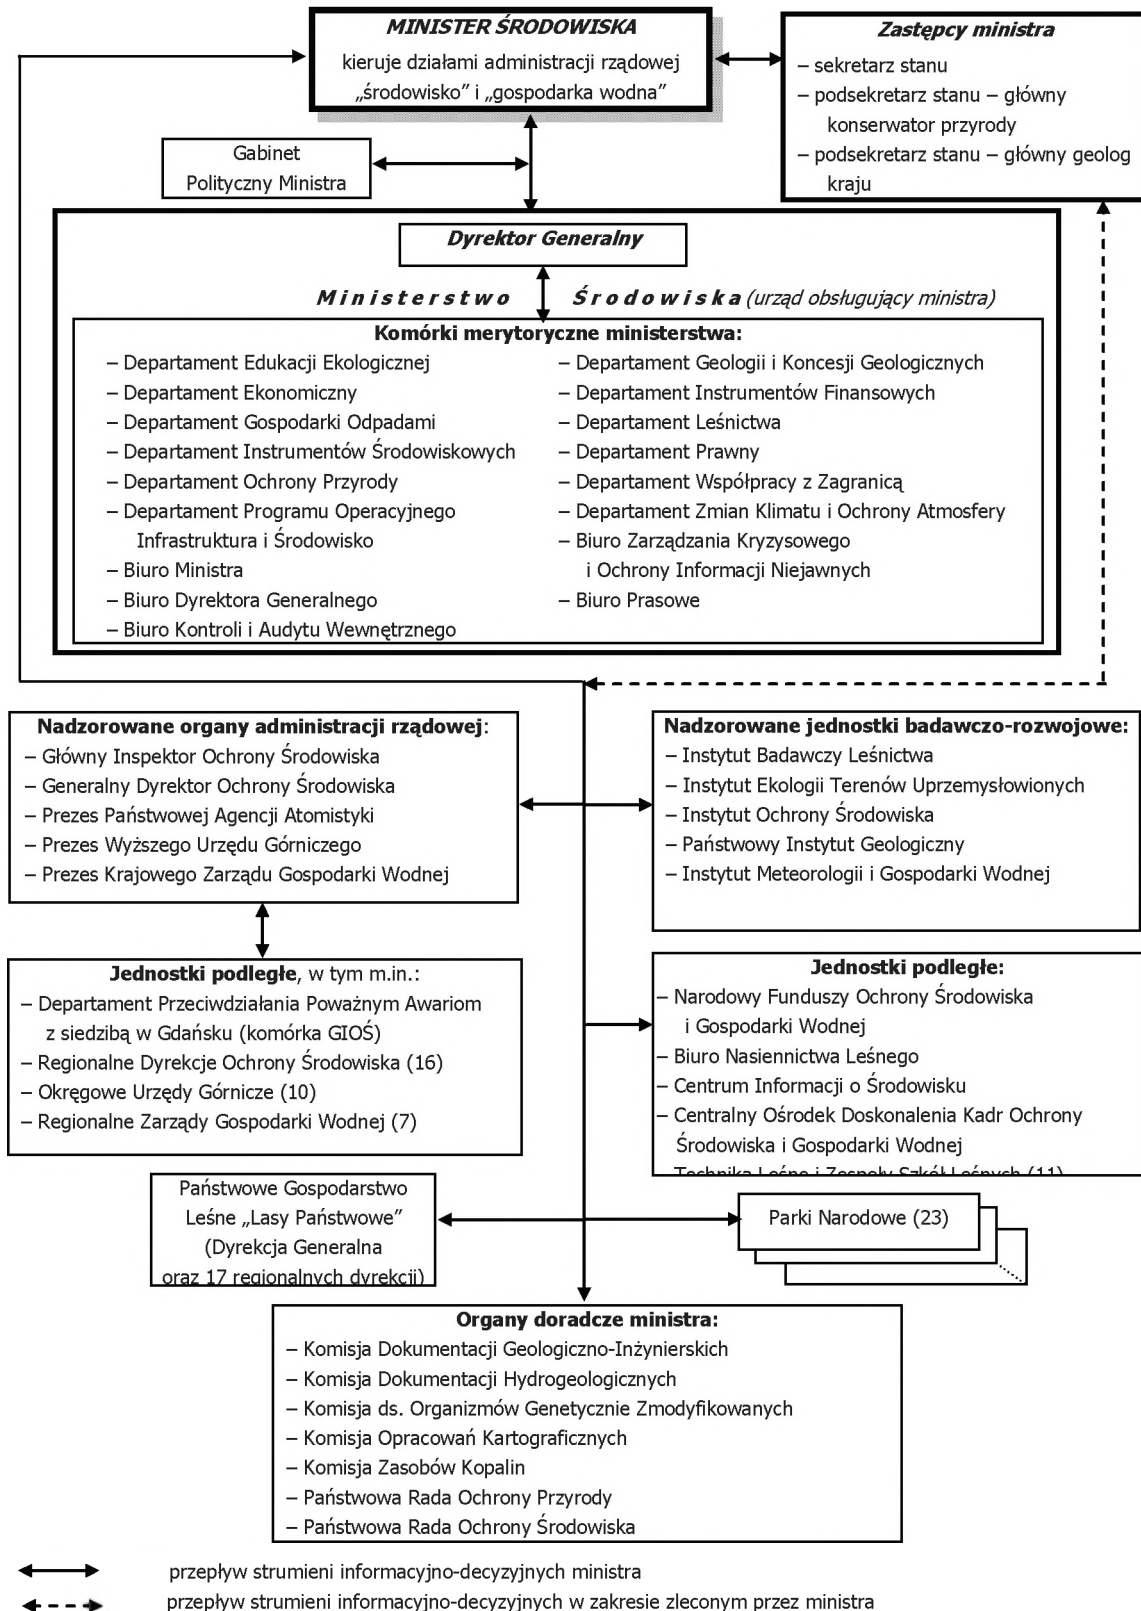 MINISTER ŚRODOWISKA
kieruje działami administracji rządowej
„środowisko” i „gospodarka wodna”
Zastępcy ministra
– sekretarz stanu
– podsekretarz stanu – główny
konserwator przyrody
– podsekretarz stanu – główny geolog
kraju
Gabinet
Polityczny Ministra
Dyrektor Generalny
Ministerstwo Środowiska (urząd obsługujący ministra)
Komórki merytoryczne ministerstwa:
– Departament Edukacji Ekologicznej
– Departament Ekonomiczny
– Departament Gospodarki Odpadami
– Departament Instrumentów Środowiskowych
– Departament Ochrony Przyrody
– Departament Programu Operacyjnego
Infrastruktura i Środowisko
– Biuro Ministra
– Biuro Dyrektora Generalnego
– Biuro Kontroli i Audytu Wewnętrznego
– Departament Geologii i Koncesji Geologicznych
– Departament Instrumentów Finansowych
– Departament Leśnictwa
– Departament Prawny
– Departament Współpracy z Zagranicą
– Departament Zmian Klimatu i Ochrony Atmosfery
– Biuro Zarządzania Kryzysowego
i Ochrony Informacji Niejawnych
– Biuro Prasowe
Nadzorowane organy administracji rządowej:
– Główny Inspektor Ochrony Środowiska
– Generalny Dyrektor Ochrony Środowiska
– Prezes Państwowej Agencji Atomistyki
– Prezes Wyższego Urzędu Górniczego
– Prezes Krajowego Zarządu Gospodarki Wodnej
Nadzorowane jednostki badawczo-rozwojowe:
– Instytut Badawczy Leśnictwa
– Instytut Ekologii Terenów Uprzemysłowionych
– Instytut Ochrony Środowiska
– Państwowy Instytut Geologiczny
– Instytut Meteorologii i Gospodarki Wodnej
Jednostki podległe, w tym m.in.:
– Departament Przeciwdziałania Poważnym Awariom
z siedzibą w Gdańsku (komórka GIOŚ)
– Regionalne Dyrekcje Ochrony Środowiska (16)
– Okręgowe Urzędy Górnicze (10)
– Regionalne Zarządy Gospodarki Wodnej (7)
Jednostki podległe:
– Narodowy Funduszy Ochrony Środowiska
i Gospodarki Wodnej
– Biuro Nasiennictwa Leśnego
– Centrum Informacji o Środowisku
– Centralny Ośrodek Doskonalenia Kadr Ochrony
Środowiska i Gospodarki Wodnej
– Technika Leśne i Zespoły Szkół Leśnych (11)
Państwowe Gospodarstwo
Leśne „Lasy Państwowe”
(Dyrekcja Generalna
oraz 17 regionalnych dyrekcji)
Parki Narodowe (23)
Organy doradcze ministra:
– Komisja Dokumentacji Geologiczno-Inżynierskich
– Komisja Dokumentacji Hydrogeologicznych
– Komisja ds. Organizmów Genetycznie Zmodyfikowanych
– Komisja Opracowań Kartograficznych
– Komisja Zasobów Kopalin
– Państwowa Rada Ochrony Przyrody
– Państwowa Rada Ochrony Środowiska
przepływ strumieni informacyjno-decyzyjnych ministra
przepływ strumieni informacyjno-decyzyjnych w zakresie zleconym przez ministra